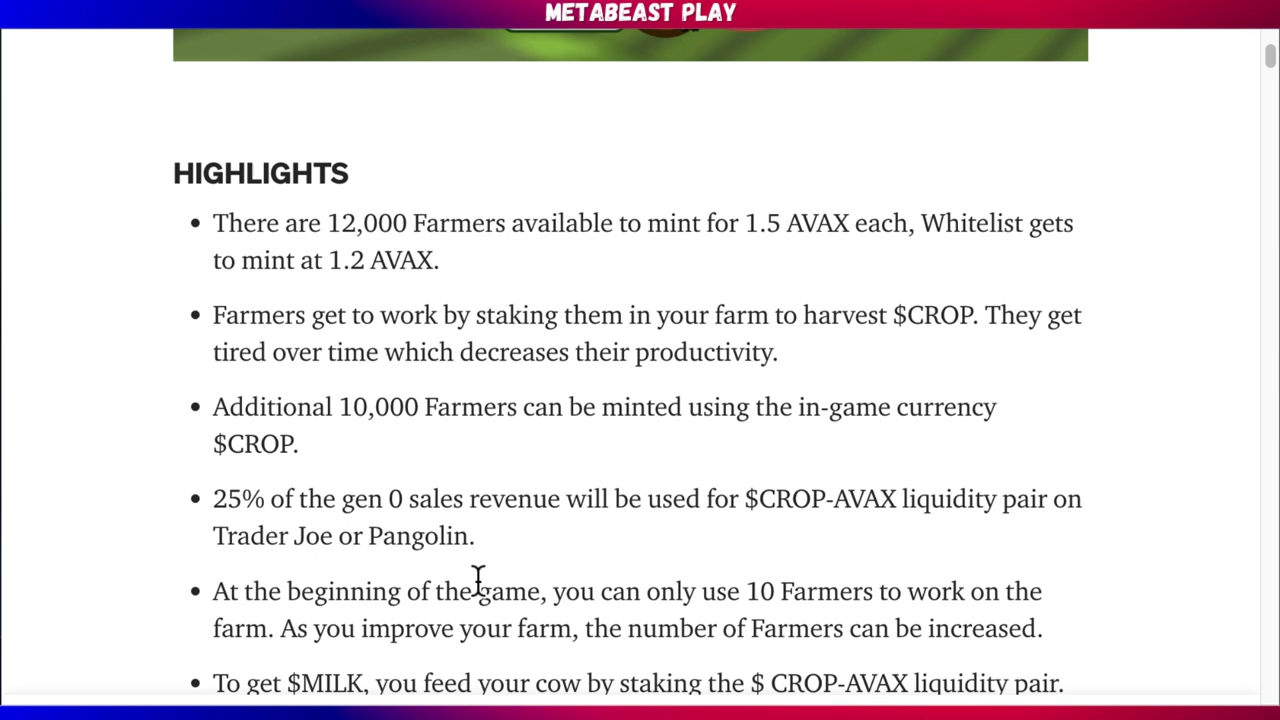 METABEAST PLAY
HIGHLIGHTS
• There are 12,000 Farmers available to mint for 1.5 AVAX each, Whitelist gets
to mint at 1.2 AVAX.
• Farmers get to work by staking them in your farm to harvest $CROP. They get
tired over time which decreases their productivity.
• Additional 10,000 Farmers can be minted using the in-game currency
$CROP.
• 25% of the gen 0 sales revenue will be used for $CROP-AVAX liquidity pair on
Trader Joe or Pangolin.
• At the beginning of the game, you can only use 10 Farmers to work on the
farm. As you improve your farm, the number of Farmers can be increased.
• To get $MILK, you feed your cow by staking the $ CROP-AVAX liquidity pair.